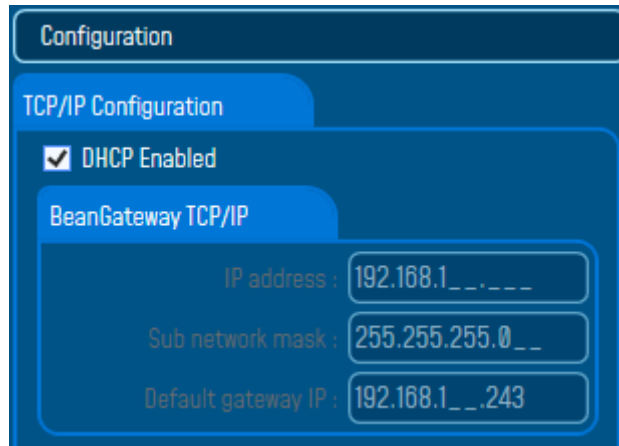 Configuration
TCP/IP Configuration
DHCP Enabled
BeanGateway TCP/IP
IP address : 192.168.1__.___
Sub network mask : 255.255.255.0__
Default gateway IP : 192.168.1__.243